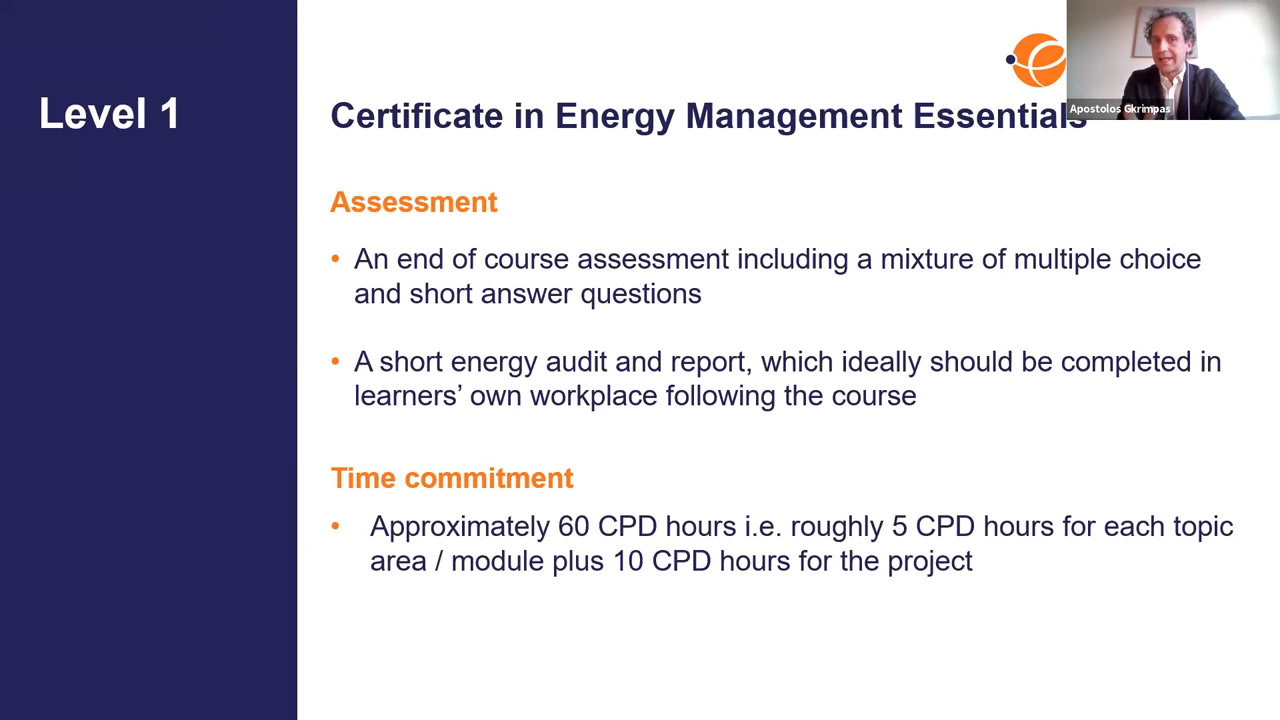 Level 1
Certificate in Energy Management Essentials
Apostolos Gkrimpas
Assessment
• An end of course assessment including a mixture of multiple choice
and short answer questions
• A short energy audit and report, which ideally should be completed in
learners’ own workplace following the course
Time commitment
• Approximately 60 CPD hours i.e. roughly 5 CPD hours for each topic
area / module plus 10 CPD hours for the project